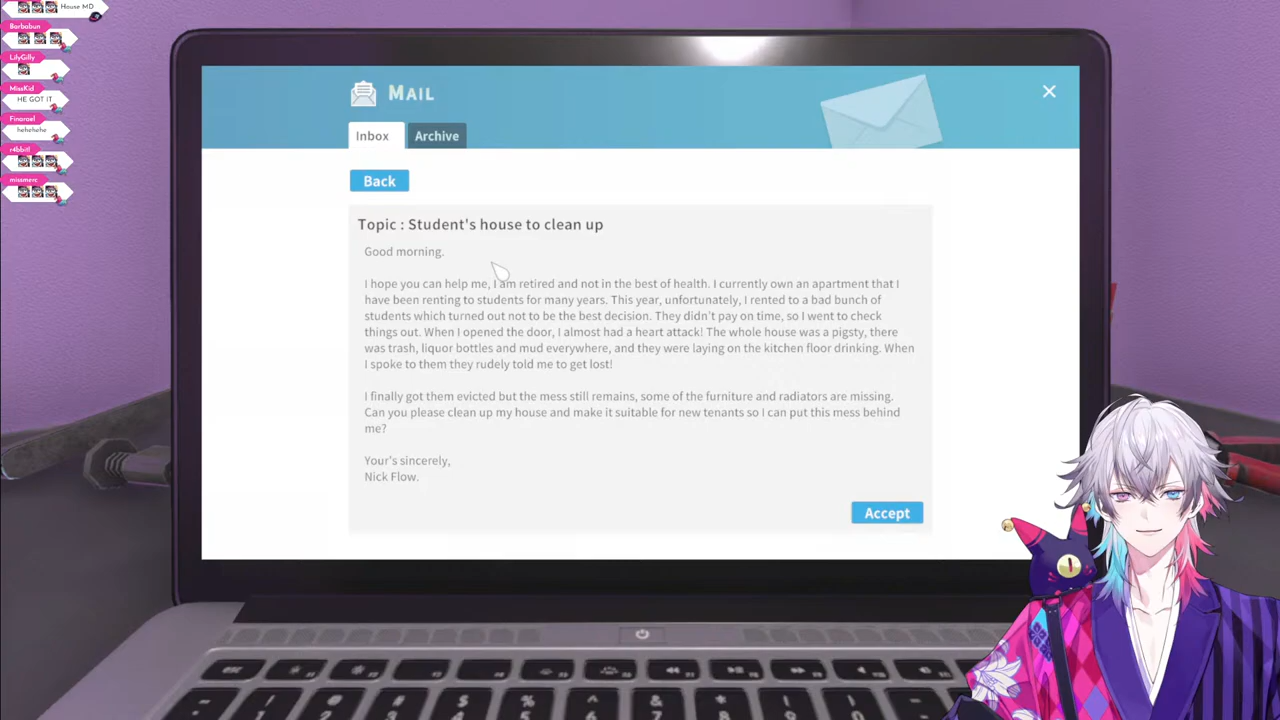 House MD
Barbabun
LilyGilly
MissKid
HE GOT IT
Finarael
hehehehe
r4bbitl
missmerc
MAIL
Inbox
Archive
Back
Topic : Student's house to clean up
Good morning.
I hope you can help me, I am retired and not in the best of health. I currently own an apartment that I
have been renting to students for many years. This year, unfortunately, I rented to a bad bunch of
students which turned out not to be the best decision. They didn't pay on time, so I went to check
things out. When I opened the door, I almost had a heart attack! The whole house was a pigsty, there
was trash, liquor bottles and mud everywhere, and they were laying on the kitchen floor drinking. When
I spoke to them they rudely told me to get lost!
I finally got them evicted but the mess still remains, some of the furniture and radiators are missing.
Can you please clean up my house and make it suitable for new tenants so I can put this mess behind
me?
Your's sincerely,
Nick Flow.
Accept